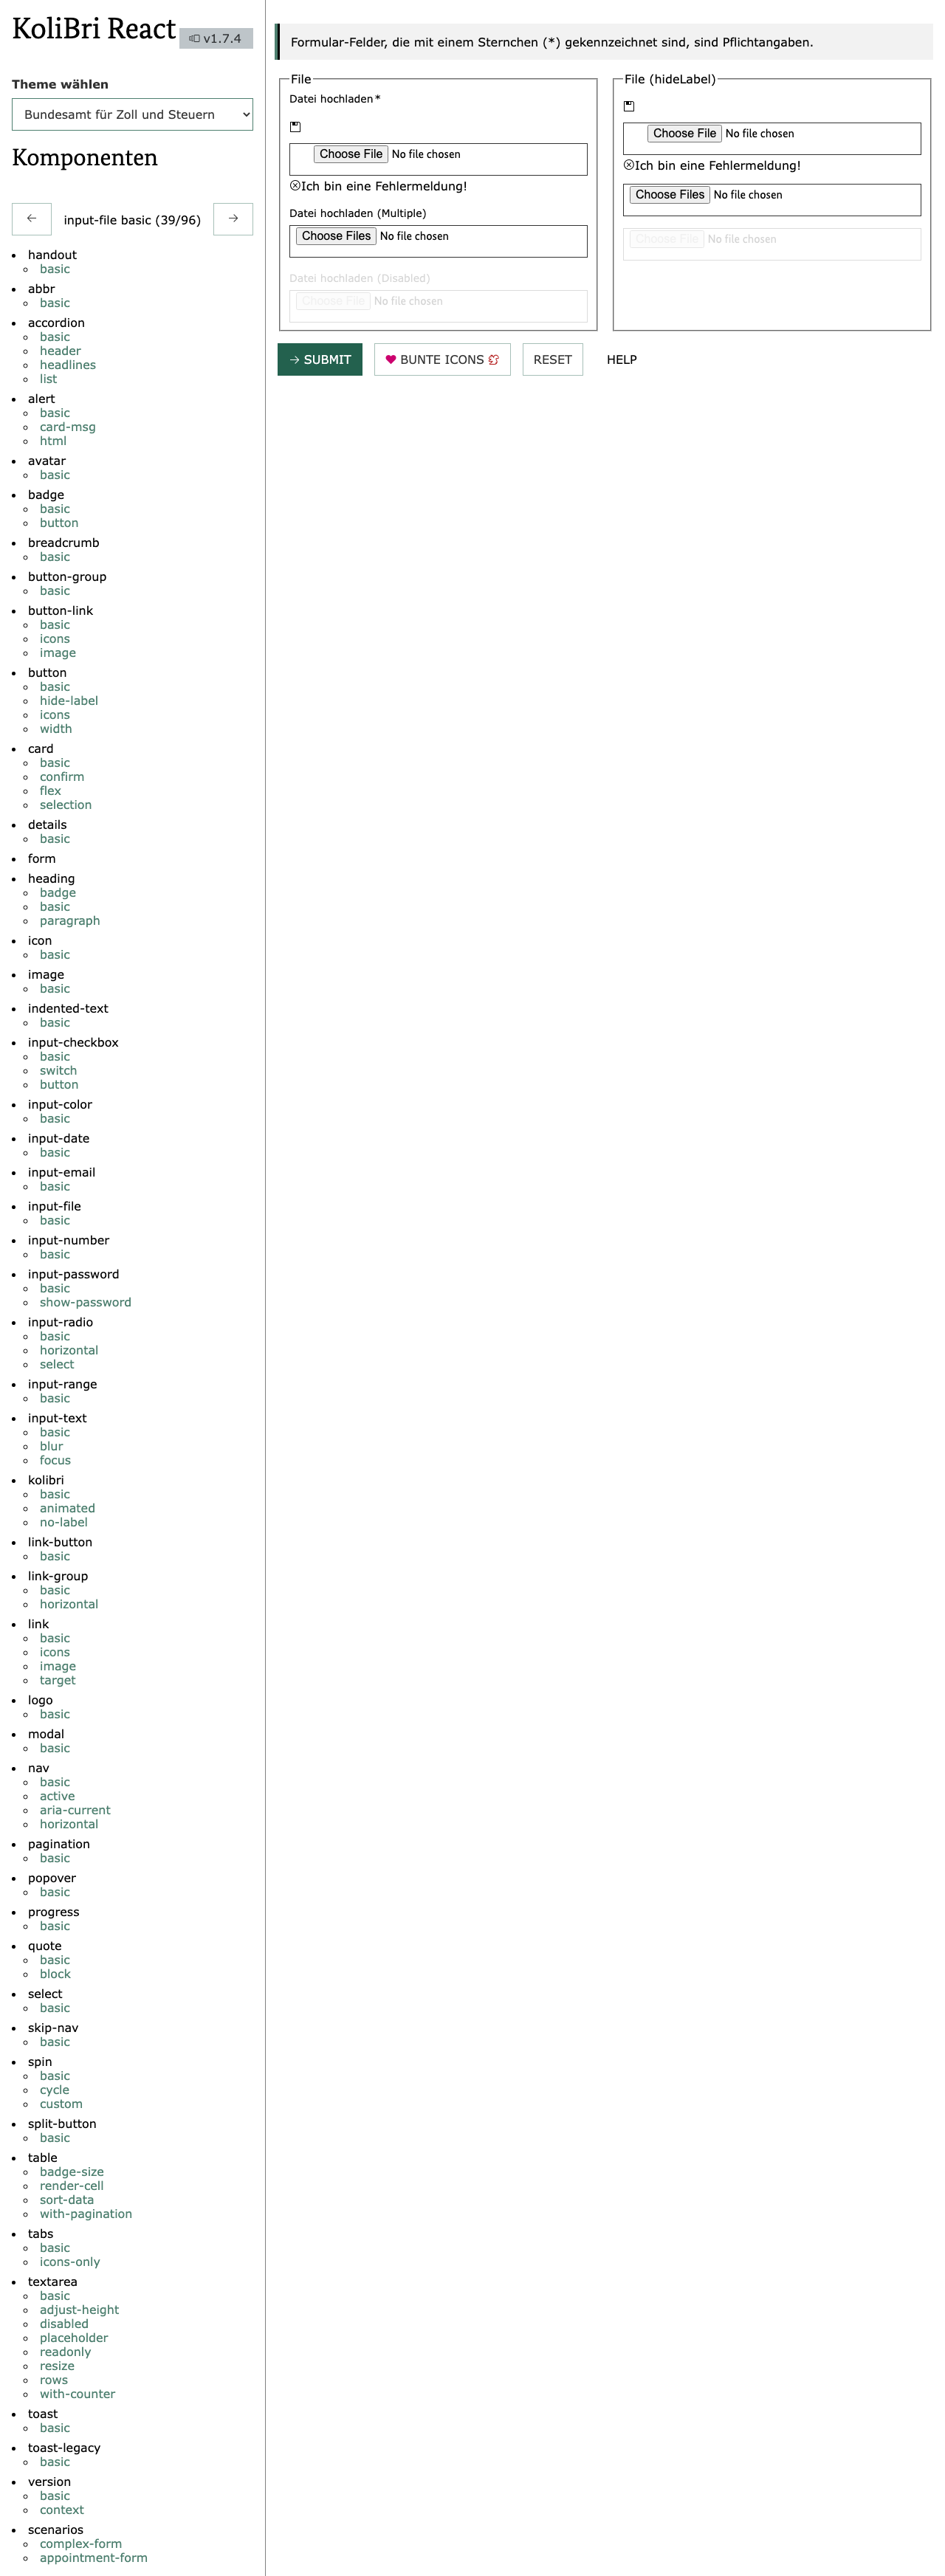 KoliBri React
v1.7.4
Theme wählen
Bundesamt für Zoll und Steuern
Komponenten
← input-file basic (39/96) →
handout
basic
abbr
basic
accordion
basic
header
headlines
list
alert
basic
card-msg
html
avatar
basic
badge
basic
button
breadcrumb
basic
button-group
basic
button-link
basic
icons
image
button
basic
hide-label
icons
width
card
basic
confirm
flex
selection
details
basic
form
heading
badge
basic
paragraph
icon
basic
image
basic
indented-text
basic
input-checkbox
basic
switch
button
input-color
basic
input-date
basic
input-email
basic
input-file
basic
input-number
basic
input-password
basic
show-password
input-radio
basic
horizontal
select
input-range
basic
input-text
basic
blur
focus
kolibri
basic
animated
no-label
link-button
basic
link-group
basic
horizontal
link
basic
icons
image
target
logo
basic
modal
basic
nav
basic
active
aria-current
horizontal
pagination
basic
popover
basic
progress
basic
quote
basic
block
select
basic
skip-nav
basic
spin
basic
cycle
custom
split-button
basic
table
badge-size
render-cell
sort-data
with-pagination
tabs
basic
icons-only
textarea
basic
adjust-height
disabled
placeholder
readonly
resize
rows
with-counter
toast
basic
toast-legacy
basic
version
basic
context
scenarios
complex-form
appointment-form
Formular-Felder, die mit einem Sternchen (*) gekennzeichnet sind, sind Pflichtangaben.
File
Datei hochladen*
Choose File No file chosen
Ich bin eine Fehlermeldung!
Datei hochladen (Multiple)
Choose Files No file chosen
Datei hochladen (Disabled)
Choose File No file chosen
File (hideLabel)
Choose File No file chosen
Ich bin eine Fehlermeldung!
Choose Files No file chosen
Choose File No file chosen
→ SUBMIT
BUNTE ICONS
RESET
HELP